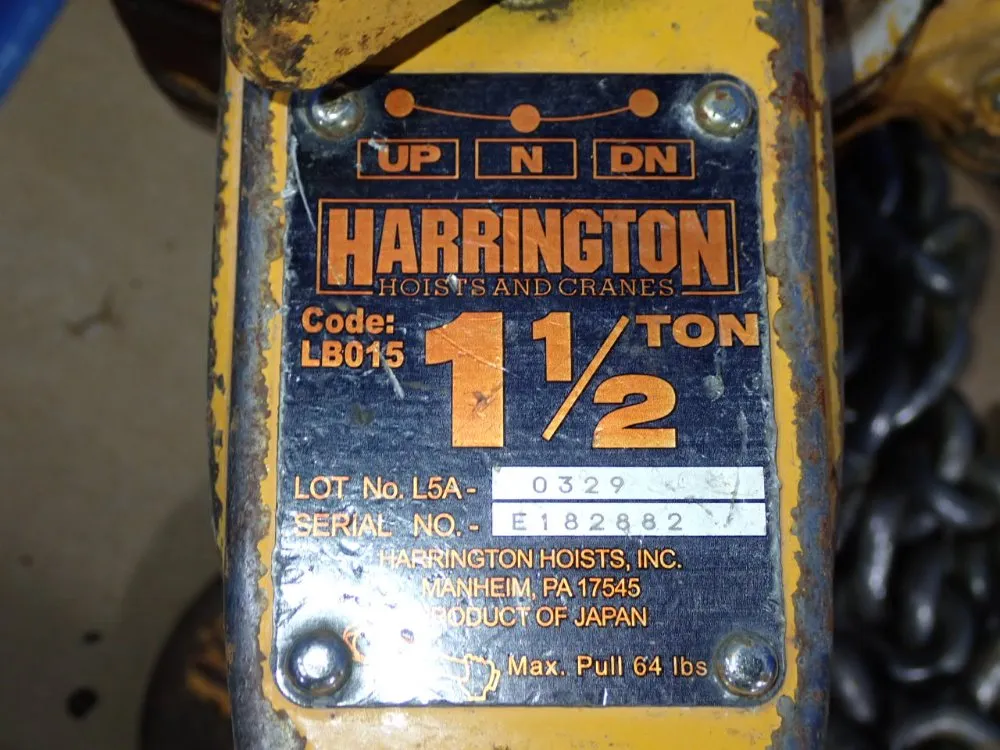 UP N DN
HARRINGTON
HOISTS AND CRANES
Code:
LB015
1 1/2 TON
LOT No. L5A- 0329
SERIAL NO.- E182882
HARRINGTON HOISTS, INC.
MANHEIM, PA 17545
PRODUCT OF JAPAN
Max. Pull 64 lbs